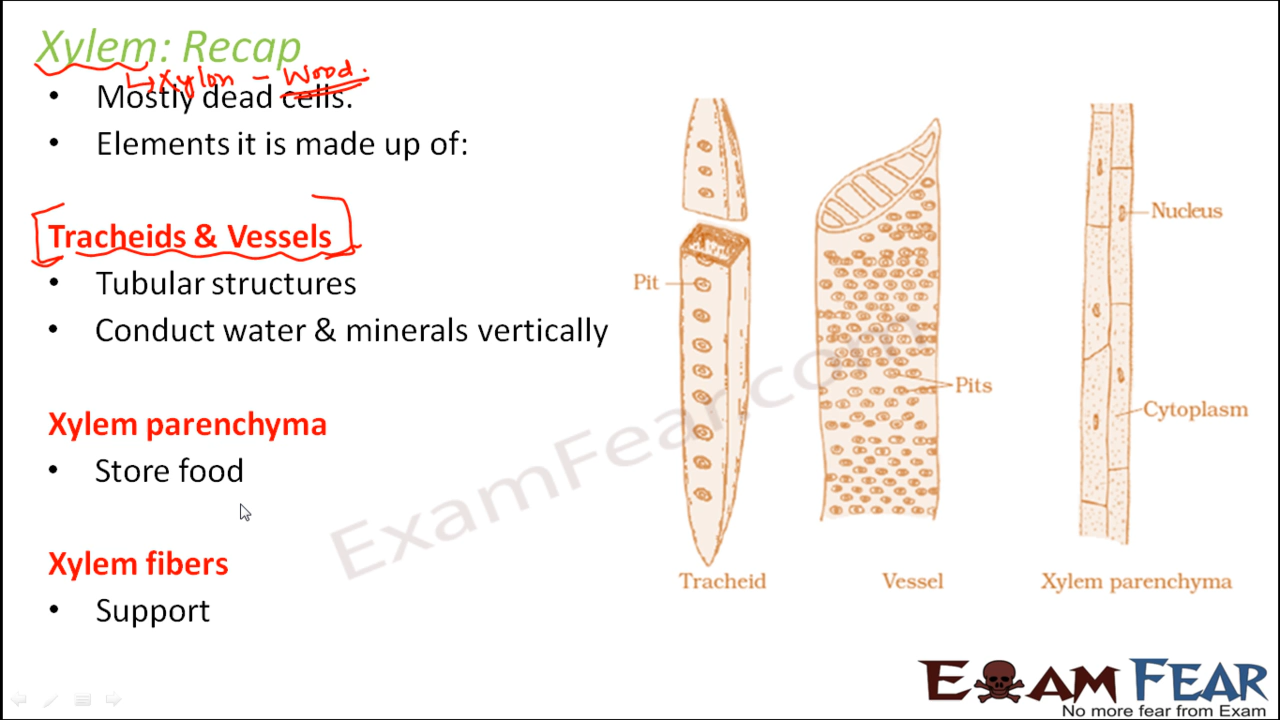 Xylem: Recap
↳ Xylon – Wood.
• Mostly dead cells.
• Elements it is made up of:
Tracheids & Vessels
• Tubular structures
• Conduct water & minerals vertically
Xylem parenchyma
• Store food
Xylem fibers
• Support
Pit
Pits
Nucleus
Cytoplasm
Tracheid
Vessel
Xylem parenchyma
ExamFear.com
EXAM FEAR
No more fear from Exam